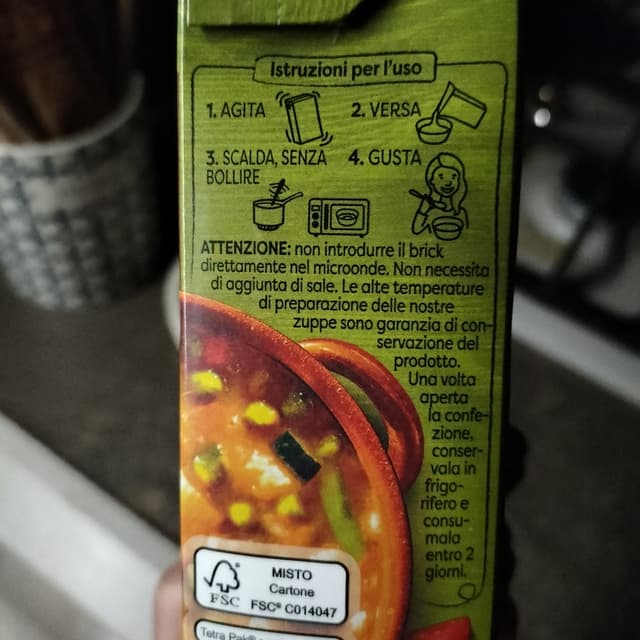 Istruzioni per l'uso
1. AGITA
2. VERSA
3. SCALDA, SENZA
BOLLIRE
4. GUSTA
ATTENZIONE: non introdurre il brick
direttamente nel microonde. Non necessita
di aggiunta di sale. Le alte temperature
di preparazione delle nostre
zuppe sono garanzia di con-
servazione del
prodotto.
Una volta
aperta
la confe-
zione,
conser-
vala in
frigo-
rifero e
consu-
mala
entro 2
giorni.
FSC
MISTO
Cartone
FSC® C014047
Tetra Pak®